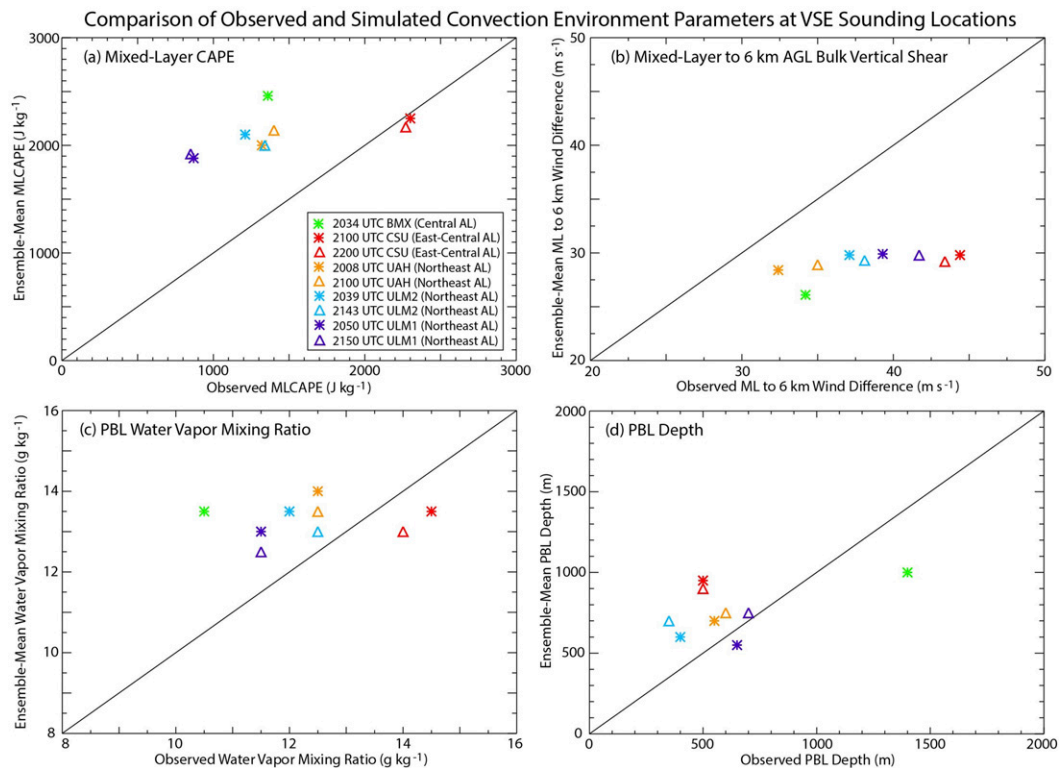 Comparison of Observed and Simulated Convection Environment Parameters at VSE Sounding Locations
(a) Mixed-Layer CAPE
Ensemble-Mean MLCAPE (J kg⁻¹)
3000
2000
1000
0
0 1000 2000 3000
Observed MLCAPE (J kg⁻¹)
2034 UTC BMX (Central AL)
2100 UTC CSU (East-Central AL)
2200 UTC CSU (East-Central AL)
2008 UTC UAH (Northeast AL)
2100 UTC UAH (Northeast AL)
2039 UTC ULM2 (Northeast AL)
2143 UTC ULM2 (Northeast AL)
2050 UTC ULM1 (Northeast AL)
2150 UTC ULM1 (Northeast AL)
(b) Mixed-Layer to 6 km AGL Bulk Vertical Shear
Ensemble-Mean ML to 6 km Wind Difference (m s⁻¹)
50
40
30
20
20 30 40 50
Observed ML to 6 km Wind Difference (m s⁻¹)
(c) PBL Water Vapor Mixing Ratio
Ensemble-Mean Water Vapor Mixing Ratio (g kg⁻¹)
16
14
12
10
8
8 10 12 14 16
Observed Water Vapor Mixing Ratio (g kg⁻¹)
(d) PBL Depth
Ensemble-Mean PBL Depth (m)
2000
1500
1000
500
0
0 500 1000 1500 2000
Observed PBL Depth (m)